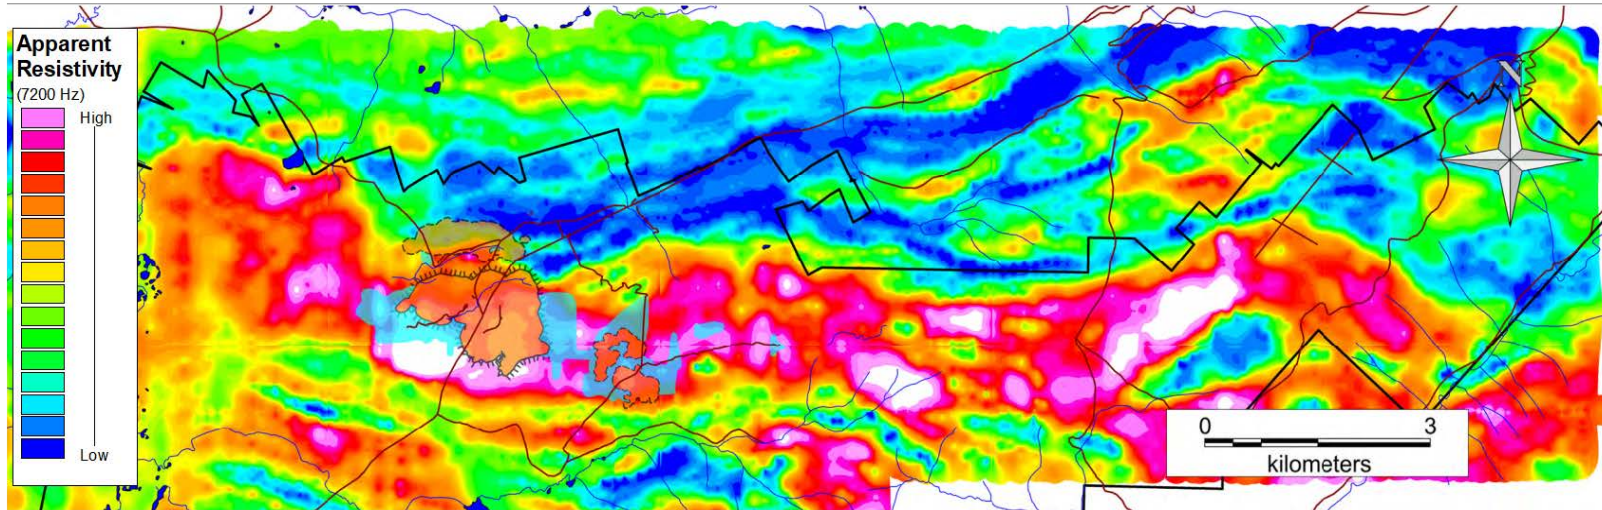 Apparent
Resistivity
(7200 Hz)
High
Low
N
0 3
kilometers